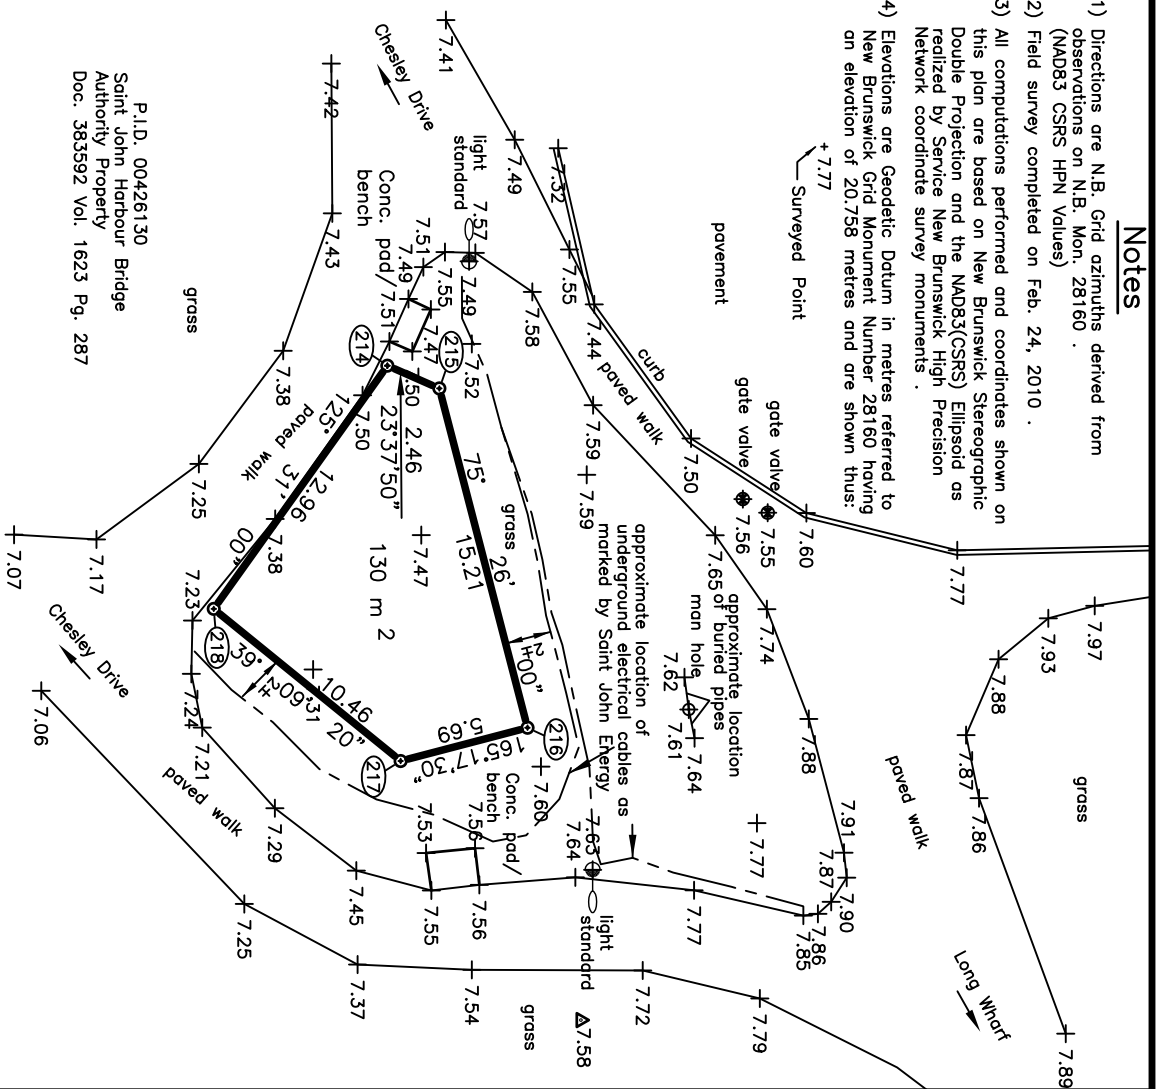 Notes
1) Directions are N.B. Grid azimuths derived from
observations on N.B. Mon. 28160 .
(NAD83 CSRS HPN Values)
2) Field survey completed on Feb. 24, 2010 .
3) All computations performed and coordinates shown on
this plan are based on New Brunswick Stereographic
Double Projection and the NAD83(CSRS) Ellipsoid as
realized by Service New Brunswick High Precision
Network coordinate survey monuments .
4) Elevations are Geodetic Datum in metres referred to
New Brunswick Grid Monument Number 28160 having
an elevation of 20.758 metres and are shown thus:
+ 7.77
Surveyed Point
pavement
curb
gate valve
gate valve
7.55
7.56
7.60
7.77
7.97
7.93
7.88
7.87
7.86
7.89
grass
paved walk
Long Wharf
7.41
7.49
7.32
7.55
7.44
7.50
paved walk
7.58
7.59
7.59
7.65
7.74
7.88
7.91
7.87
7.90
7.86
7.85
7.77
7.77
approximate location
of buried pipes
man hole
7.62
7.61
7.64
approximate location of
underground electrical cables as
marked by Saint John Energy
Chesley Drive
light
standard
7.57
7.49
7.52
7.51
7.55
7.49
7.51
7.47
7.50
Conc. pad/
bench
7.42
7.43
7.38
7.25
7.17
7.07
grass
214
215
216
217
218
2.46
23°37'50"
75° 26' 00"
15.21
grass
2±
7.47
130 m 2
125° 31' 00"
12.96
paved walk
7.50
7.38
39° 09' 20"
10.46
7.31
2±
5.69
165°17'30"
7.60
Conc. pad/
bench
7.53
7.56
7.63
7.64
light
standard
7.58
7.23
7.24
7.21
7.29
7.45
7.55
7.56
paved walk
Chesley Drive
7.06
7.25
7.37
7.54
7.72
7.79
grass
P.I.D. 00426130
Saint John Harbour Bridge
Authority Property
Doc. 383592 Vol. 1623 Pg. 287